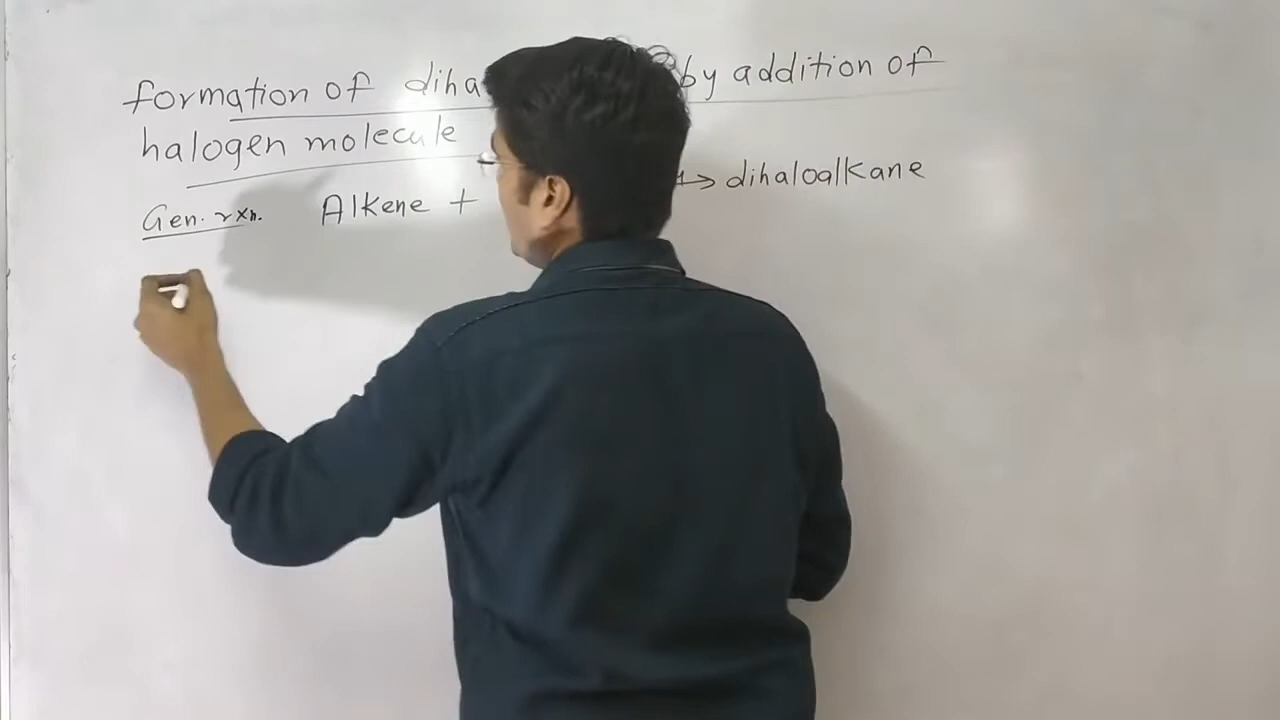 formation of diha by addition of
halogen molecule
Gen. rxn. Alkene + → dihaloalkane